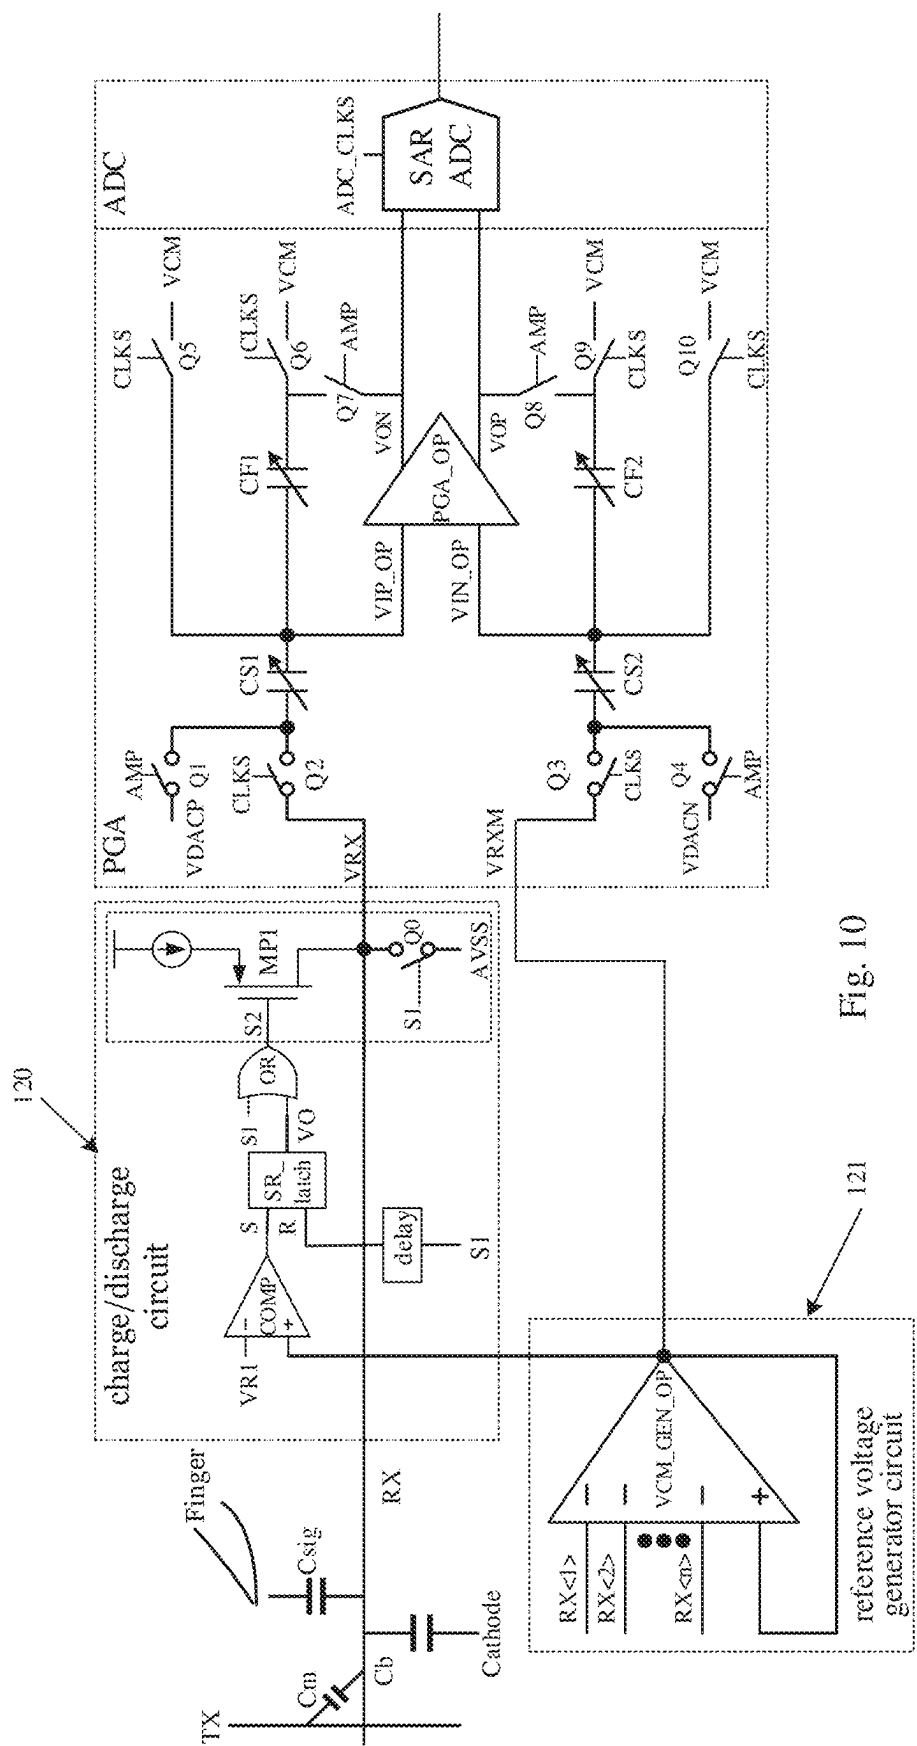 TX
Cm
Cb
Cathode
Finger
Csig
RX
charge/discharge
circuit
120
VR1
COMP
−
+
S
R
SR_
latch
delay
S1
VO
S1
OR
S2
MP1
S1
Q0
AVSS
RX<1>
RX<2>
RX<n>
VCM_GEN_OP
−
−
−
+
reference voltage
generator circuit
121
PGA
VRX
VRXM
AMP
Q1
VDACP
CLKS
Q2
Q3
CLKS
Q4
VDACN
AMP
CS1
CS2
VIP_OP
VIN_OP
PGA_OP
CF1
CF2
VON
VOP
Q7
AMP
Q8
AMP
CLKS
Q5
VCM
CLKS
Q6
VCM
Q9
CLKS
VCM
Q10
CLKS
VCM
ADC
ADC_CLKS
SAR
ADC
Fig. 10